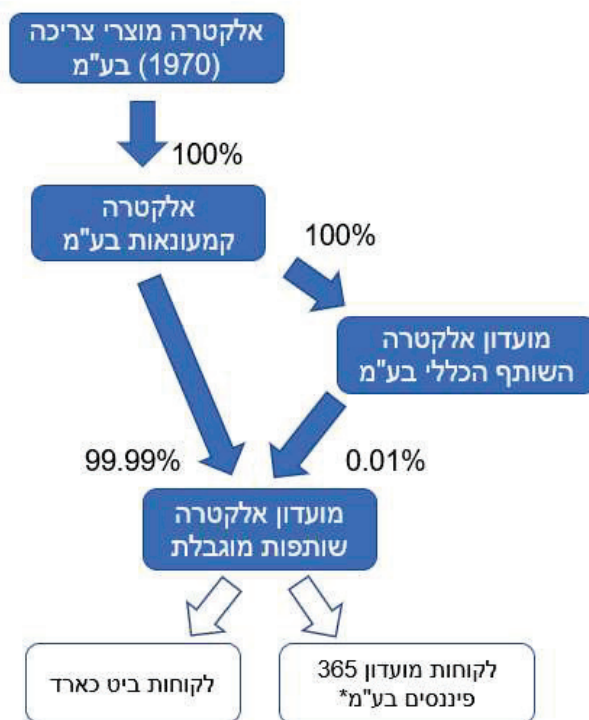 אלקטרה מוצרי צריכה
(1970) בע"מ
100%
אלקטרה
קמעונאות בע"מ
100%
מועדון אלקטרה
השותף הכללי בע"מ
99.99%
0.01%
מועדון אלקטרה
שותפות מוגבלת
לקוחות מועדון 365
פיננסים בע"מ*
לקוחות ביט כארד